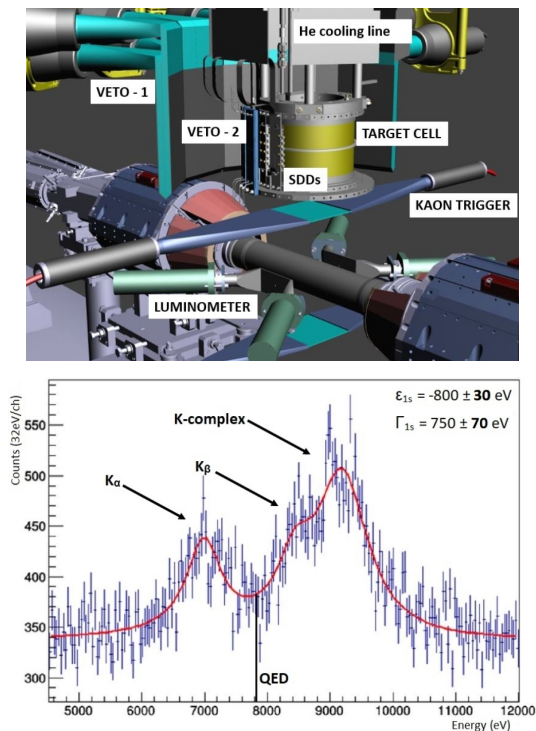 He cooling line
VETO - 1
VETO - 2
TARGET CELL
SDDs
KAON TRIGGER
LUMINOMETER
Counts (32eV/ch)
550
500
450
400
350
300
ε1s = -800 ± 30 eV
Γ1s = 750 ± 70 eV
K-complex
Kβ
Kα
QED
5000 6000 7000 8000 9000 10000 11000 12000
Energy (eV)